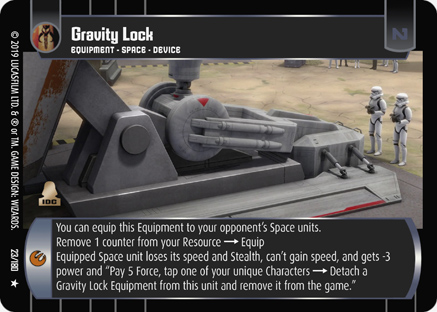 Gravity Lock
EQUIPMENT • SPACE • DEVICE
N
© 2019 LUCASFILM LTD. & ® or TM. GAME DESIGN: WIZARDS.
IDC
23/180
You can equip this Equipment to your opponent's Space units.
Remove 1 counter from your Resource → Equip
Equipped Space unit loses its speed and Stealth, can't gain speed, and gets -3
power and "Pay 5 Force, tap one of your unique Characters → Detach a
Gravity Lock Equipment from this unit and remove it from the game."